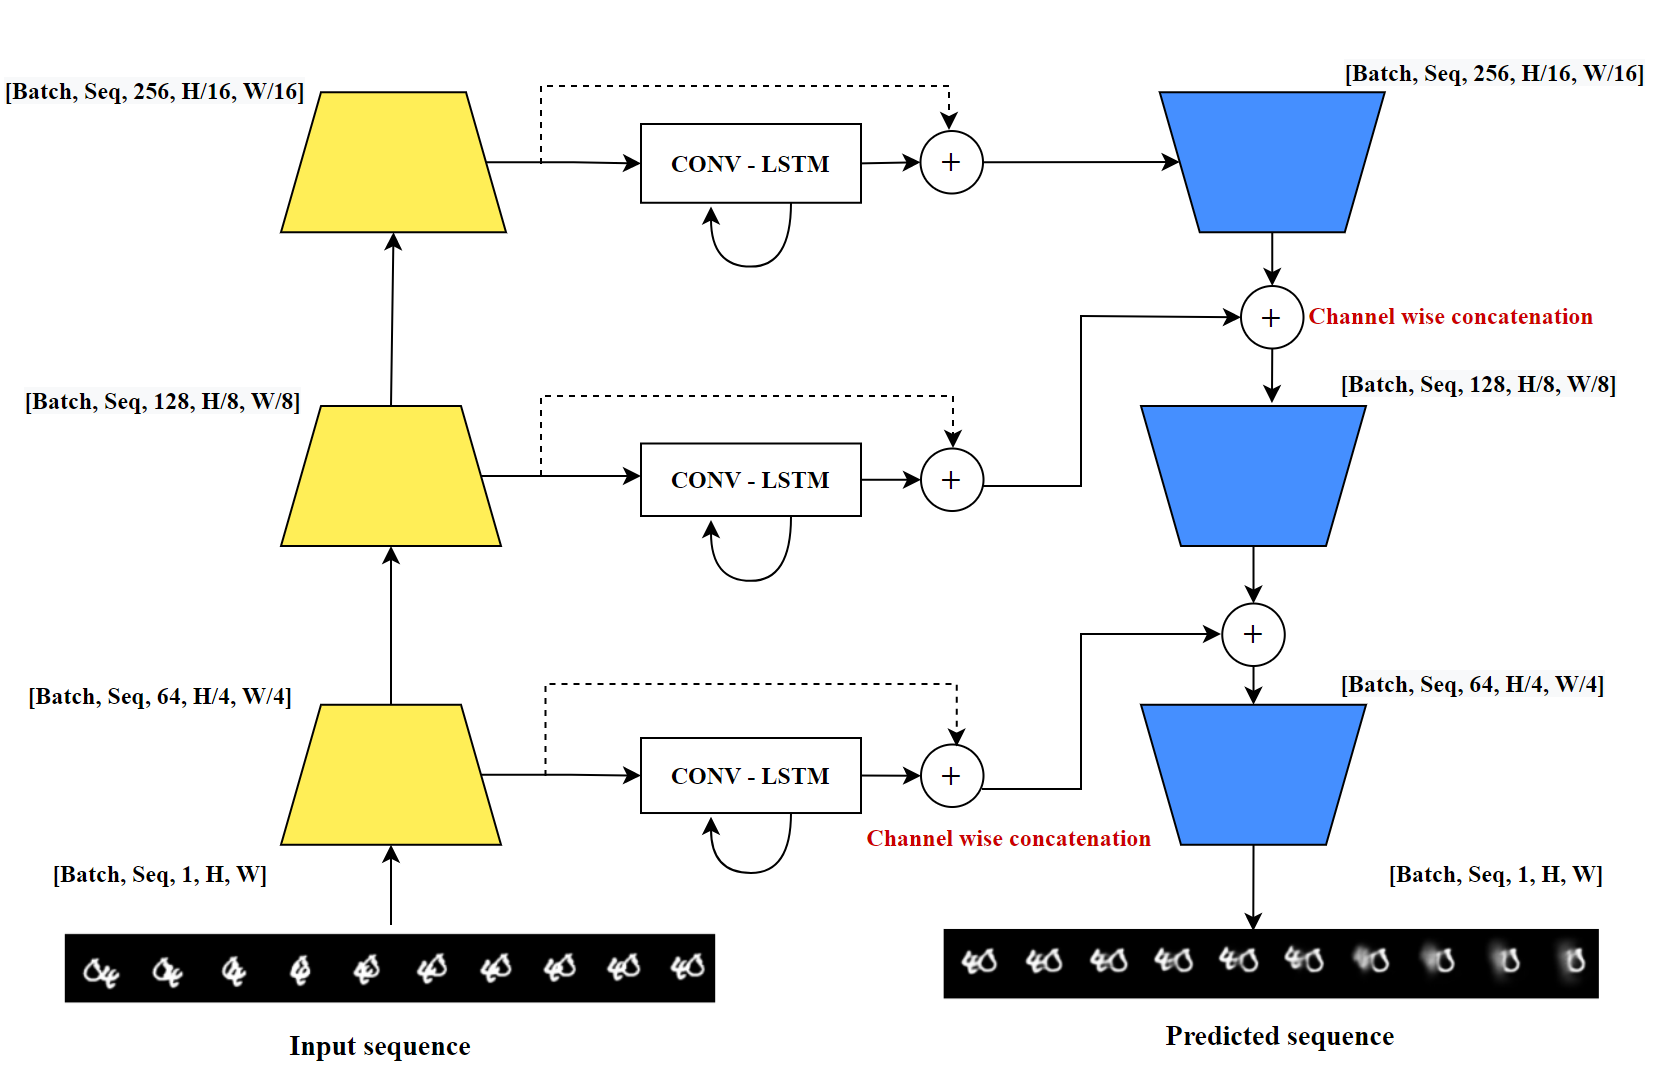 [Batch, Seq, 256, H/16, W/16]
[Batch, Seq, 256, H/16, W/16]
CONV - LSTM
+
+
Channel wise concatenation
[Batch, Seq, 128, H/8, W/8]
[Batch, Seq, 128, H/8, W/8]
CONV - LSTM
+
+
[Batch, Seq, 64, H/4, W/4]
[Batch, Seq, 64, H/4, W/4]
CONV - LSTM
+
Channel wise concatenation
[Batch, Seq, 1, H, W]
[Batch, Seq, 1, H, W]
Input sequence
Predicted sequence